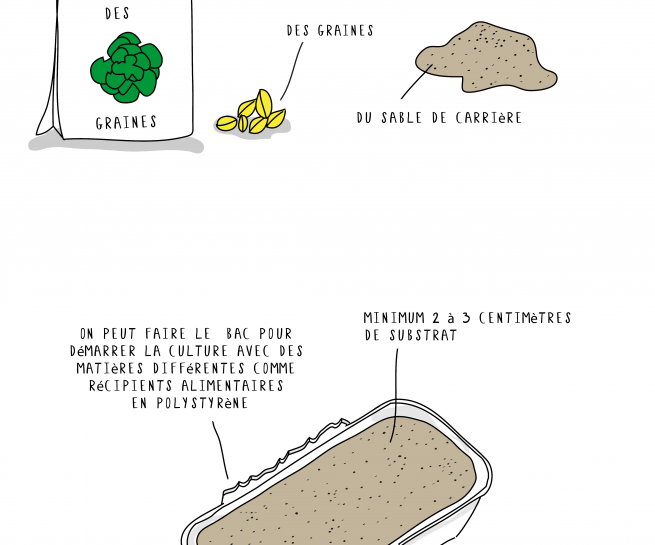 DES
GRAINES
DES GRAINES
DU SABLE DE CARRIèRE
ON PEUT FAIRE LE BAC POUR
DéMARRER LA CULTURE AVEC DES
MATIèRES DIFFéRENTES COMME
RéCIPIENTS ALIMENTAIRES
EN POLYSTYRèNE
MINIMUM 2 à 3 CENTIMèTRES
DE SUBSTRAT